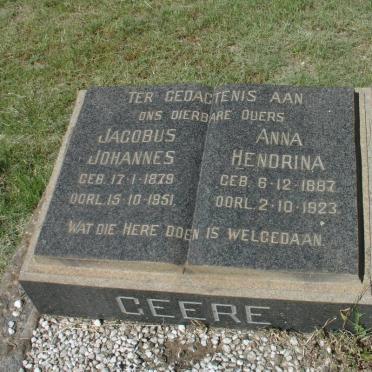 TER GEDACTENIS AAN
ONS DIERBARE OUERS
JACOBUS
JOHANNES
GEB. 17-1-1879
OORL. 15-10-1951.
ANNA
HENDRINA
GEB. 6-12-1887.
OORL. 2-10-1923.
WAT DIE HERE DOEN IS WELGEDAAN.
GEERE